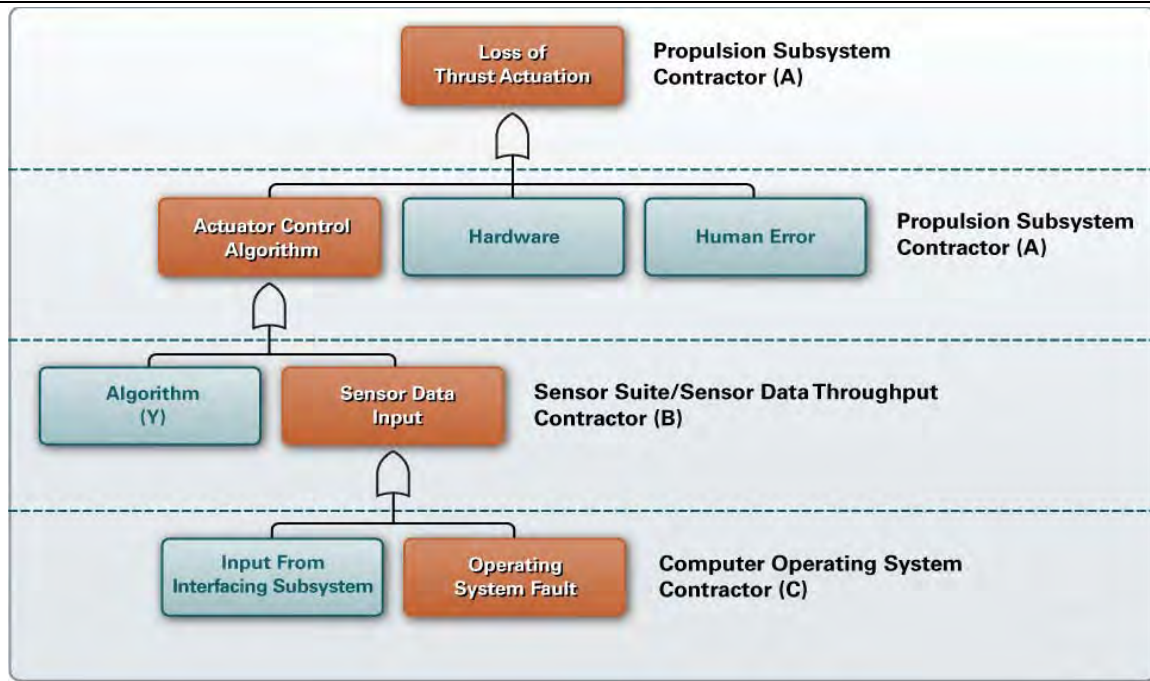 Loss of
Thrust Actuation
Propulsion Subsystem
Contractor (A)
Actuator Control
Algorithm
Hardware
Human Error
Propulsion Subsystem
Contractor (A)
Algorithm
(Y)
Sensor Data
Input
Sensor Suite/Sensor Data Throughput
Contractor (B)
Input From
Interfacing Subsystem
Operating
System Fault
Computer Operating System
Contractor (C)